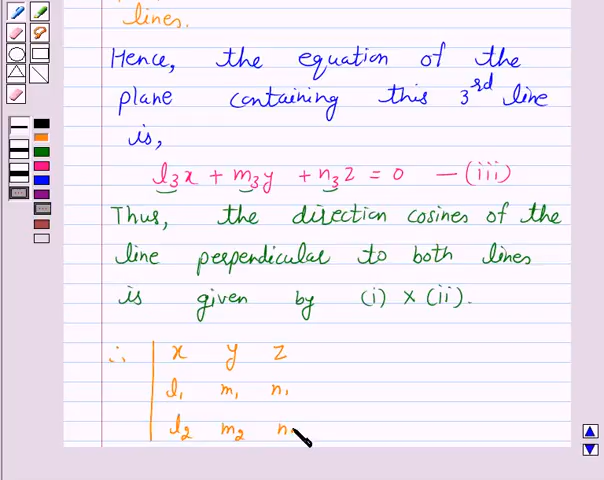 lines.
Hence, the equation of the
plane containing this 3rd line
is,
l₃x + m₃y + n₃z = 0 — (iii)
Thus, the direction cosines of the
line perpendicular to both lines
is given by (i) × (ii).
∴ | x y z
l₁ m₁ n₁
l₂ m₂ n